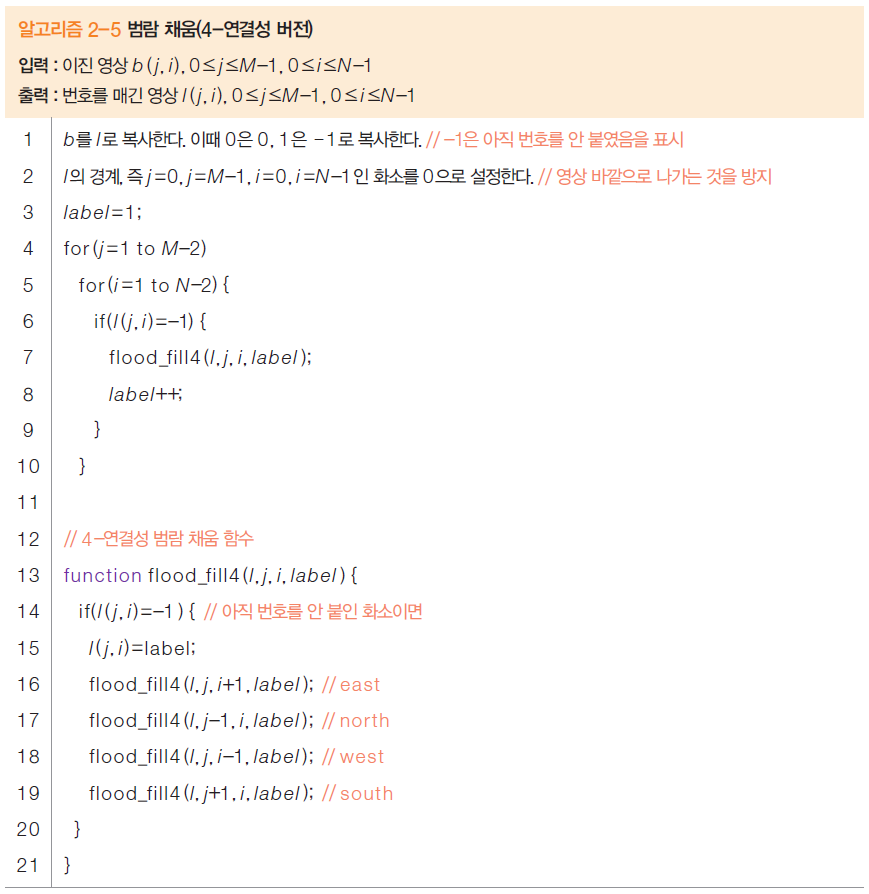 알고리즘 2-5 범람 채움(4-연결성 버전)
입력 : 이진 영상 b(j, i), 0≤j≤M-1, 0≤i≤N-1
출력 : 번호를 매긴 영상 l(j, i), 0≤j≤M-1, 0≤i≤N-1
1 b를 l로 복사한다. 이때 0은 0, 1은 -1로 복사한다. // -1은 아직 번호를 안 붙였음을 표시
2 l의 경계, 즉 j=0, j=M-1, i=0, i=N-1인 화소를 0으로 설정한다. // 영상 바깥으로 나가는 것을 방지
3 label=1;
4 for(j=1 to M-2)
5 for(i=1 to N-2) {
6 if(l(j, i)=-1) {
7 flood_fill4(l, j, i, label);
8 label++;
9 }
10 }
11
12 // 4-연결성 범람 채움 함수
13 function flood_fill4(l, j, i, label) {
14 if(l(j, i)=-1) { // 아직 번호를 안 붙인 화소이면
15 l(j, i)=label;
16 flood_fill4(l, j, i+1, label); // east
17 flood_fill4(l, j-1, i, label); // north
18 flood_fill4(l, j, i-1, label); // west
19 flood_fill4(l, j+1, i, label); // south
20 }
21 }